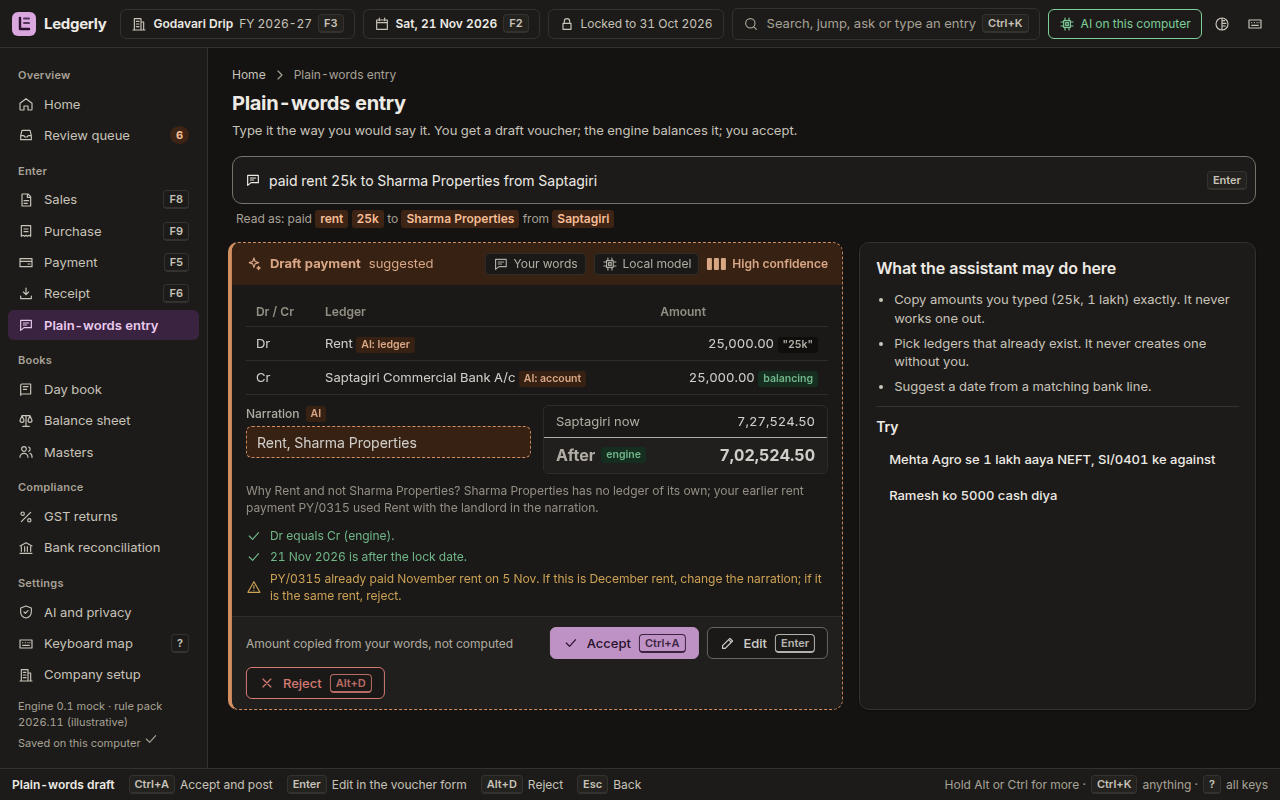 Ledgerly
Godavari Drip FY 2026-27 F3
Sat, 21 Nov 2026 F2
Locked to 31 Oct 2026
Search, jump, ask or type an entry Ctrl+K
AI on this computer
Overview
Home
Review queue 6
Enter
Sales F8
Purchase F9
Payment F5
Receipt F6
Plain-words entry
Books
Day book
Balance sheet
Masters
Compliance
GST returns
Bank reconciliation
Settings
AI and privacy
Keyboard map ?
Company setup
Engine 0.1 mock · rule pack
2026.11 (illustrative)
Saved on this computer
Home > Plain-words entry
Plain-words entry
Type it the way you would say it. You get a draft voucher; the engine balances it; you accept.
paid rent 25k to Sharma Properties from Saptagiri Enter
Read as: paid rent 25k to Sharma Properties from Saptagiri
Draft payment suggested Your words Local model High confidence
Dr / Cr Ledger Amount
Dr Rent AI: ledger 25,000.00 "25k"
Cr Saptagiri Commercial Bank A/c AI: account 25,000.00 balancing
Narration AI
Rent, Sharma Properties
Saptagiri now 7,27,524.50
After engine 7,02,524.50
Why Rent and not Sharma Properties? Sharma Properties has no ledger of its own; your earlier rent
payment PY/0315 used Rent with the landlord in the narration.
Dr equals Cr (engine).
21 Nov 2026 is after the lock date.
PY/0315 already paid November rent on 5 Nov. If this is December rent, change the narration; if it
is the same rent, reject.
Amount copied from your words, not computed
Accept Ctrl+A
Edit Enter
Reject Alt+D
What the assistant may do here
• Copy amounts you typed (25k, 1 lakh) exactly. It never
works one out.
• Pick ledgers that already exist. It never creates one
without you.
• Suggest a date from a matching bank line.
Try
Mehta Agro se 1 lakh aaya NEFT, SI/0401 ke against
Ramesh ko 5000 cash diya
Plain-words draft Ctrl+A Accept and post Enter Edit in the voucher form Alt+D Reject Esc Back
Hold Alt or Ctrl for more · Ctrl+K anything · ? all keys